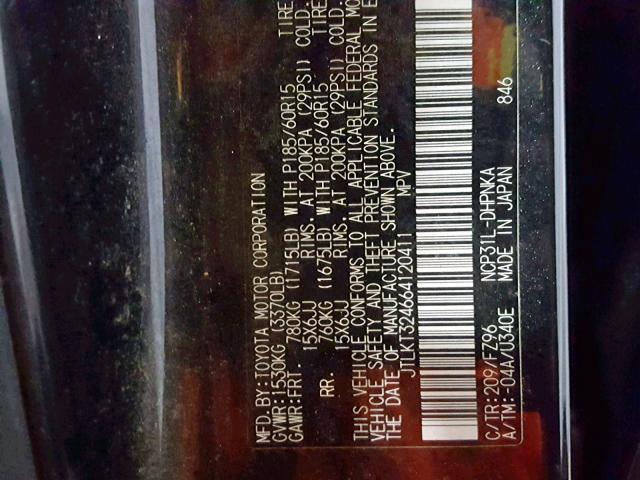 MFD.BY:TOYOTA MOTOR CORPORATION
GVWR:1530KG (3370LB)
GAWR:FRT. 780KG (1715LB) WITH P185/60R15 TIRE
15X6JJ RIMS, AT 200KPA (29PSI) COLD.
RR. 760KG (1675LB) WITH P185/60R15 TIRE
15X6JJ RIMS, AT 200KPA (29PSI) COLD.
THIS VEHICLE CONFORMS TO ALL APPLICABLE FEDERAL MO
VEHICLE SAFETY AND THEFT PREVENTION STANDARDS IN E
THE DATE OF MANUFACTURE SHOWN ABOVE.
JTLKT324664120411 MPV
C/TR:209/FZ96 NCP31L-DHPNKA
A/TM:-04A/U340E MADE IN JAPAN 846